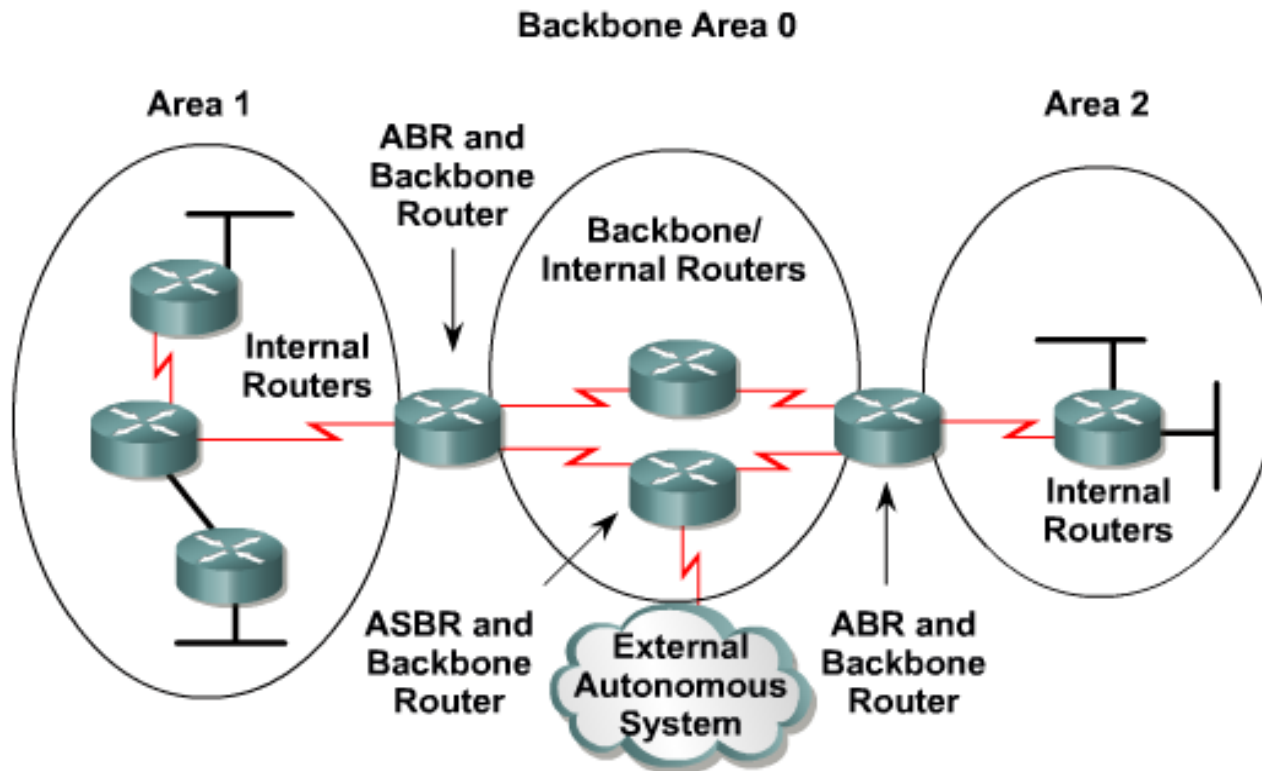 Backbone Area 0
Area 1
Area 2
ABR and
Backbone
Router
Backbone/
Internal Routers
Internal
Routers
Internal
Routers
ASBR and
Backbone
Router
External
Autonomous
System
ABR and
Backbone
Router